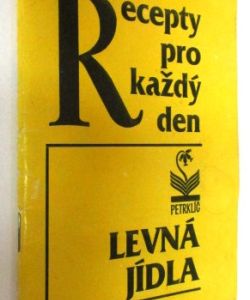 Recepty
pro
každý
den
PETRKLÍČ
LEVNÁ
JÍDLA